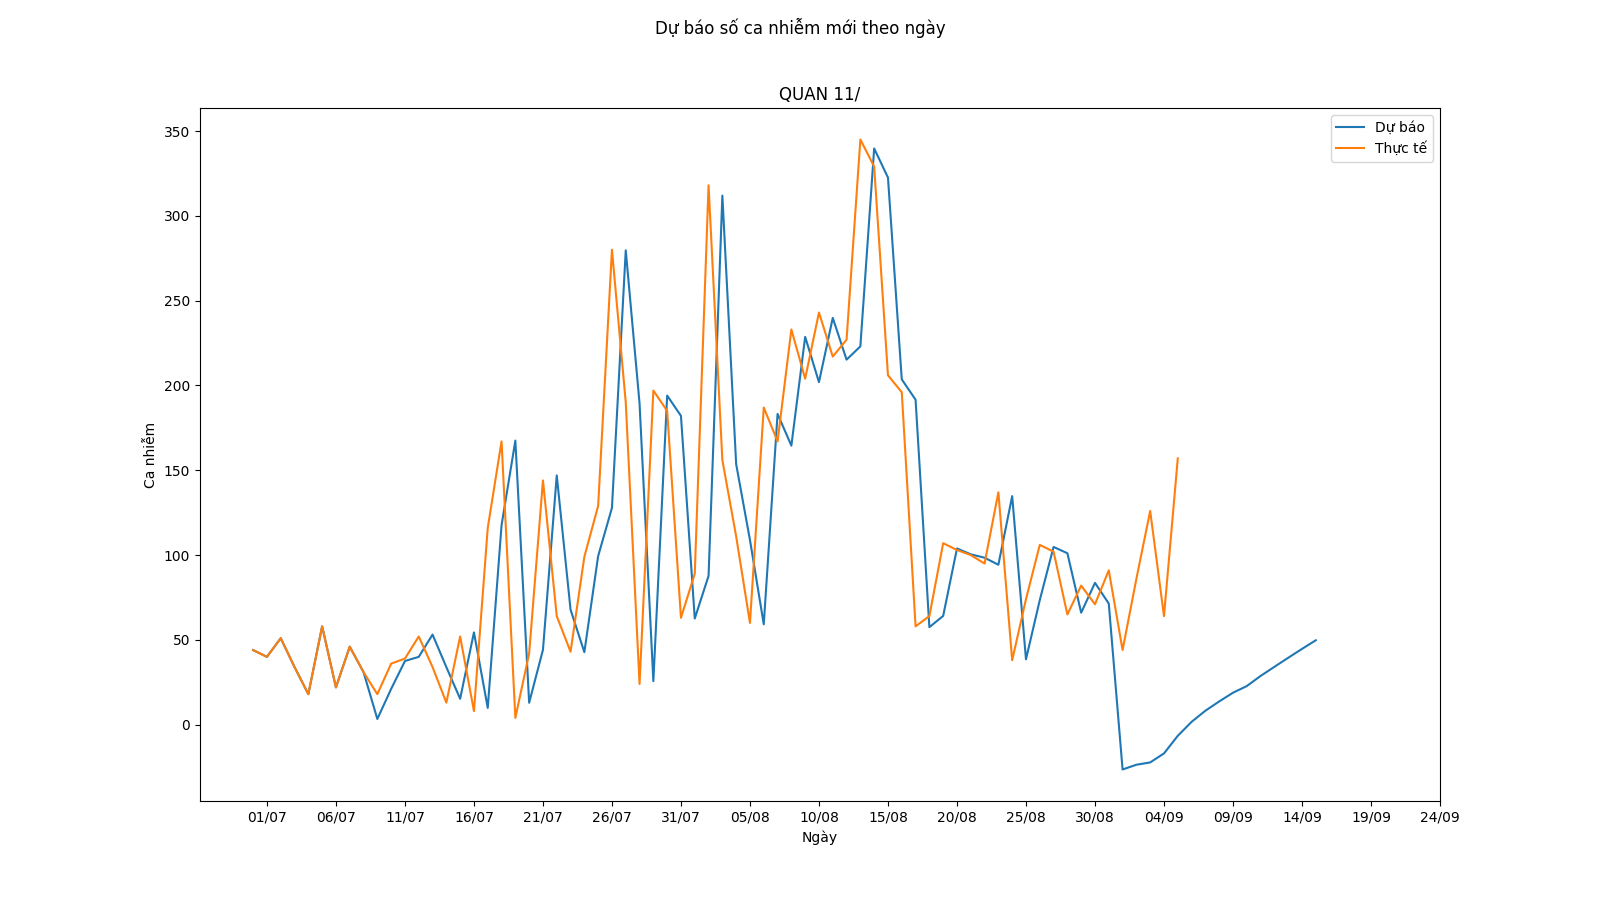 Dự báo số ca nhiễm mới theo ngày
QUAN 11/
Dự báo
Thực tế
350
300
250
200
150
100
50
0
Ca nhiễm
01/07 06/07 11/07 16/07 21/07 26/07 31/07 05/08 10/08 15/08 20/08 25/08 30/08 04/09 09/09 14/09 19/09 24/09
Ngày